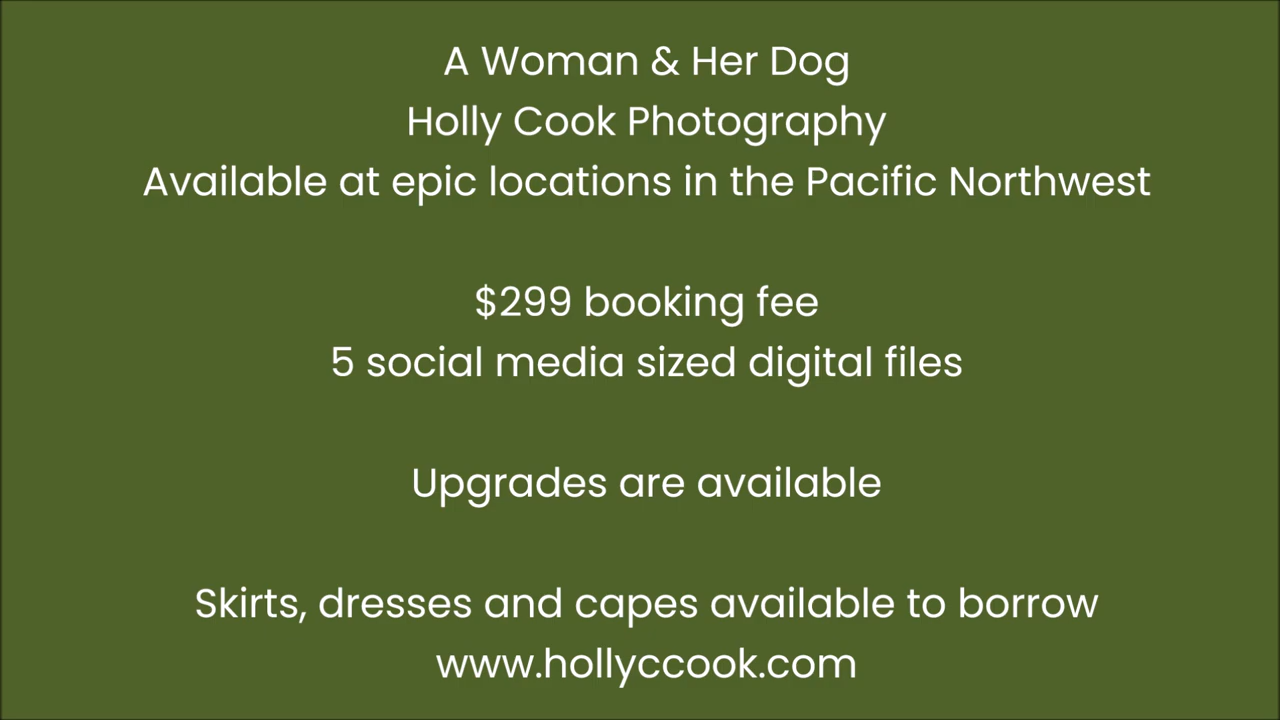 A Woman & Her Dog
Holly Cook Photography
Available at epic locations in the Pacific Northwest
$299 booking fee
5 social media sized digital files
Upgrades are available
Skirts, dresses and capes available to borrow
www.hollyccook.com